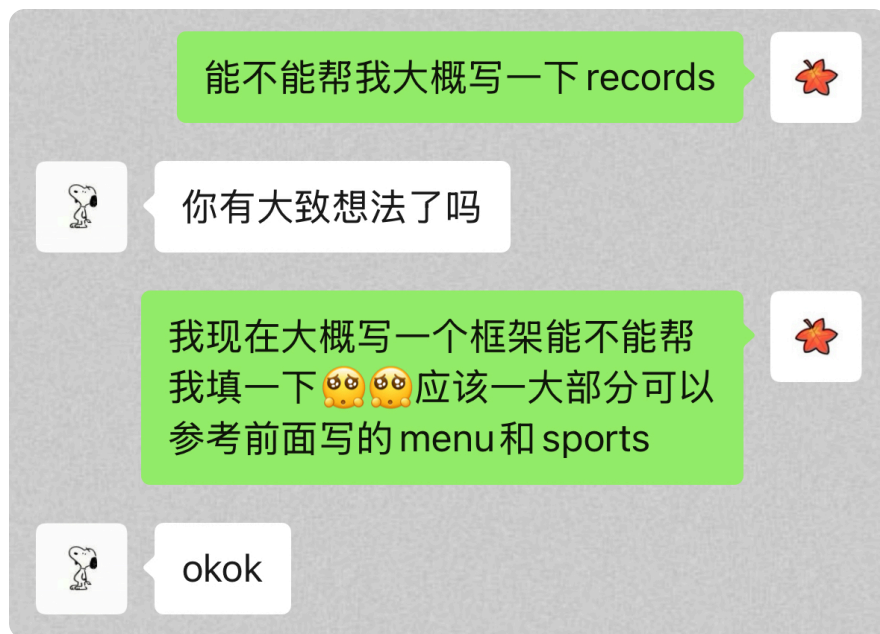 能不能帮我大概写一下records
你有大致想法了吗
我现在大概写一个框架能不能帮
我填一下🥺🥺应该一大部分可以
参考前面写的menu和sports
okok